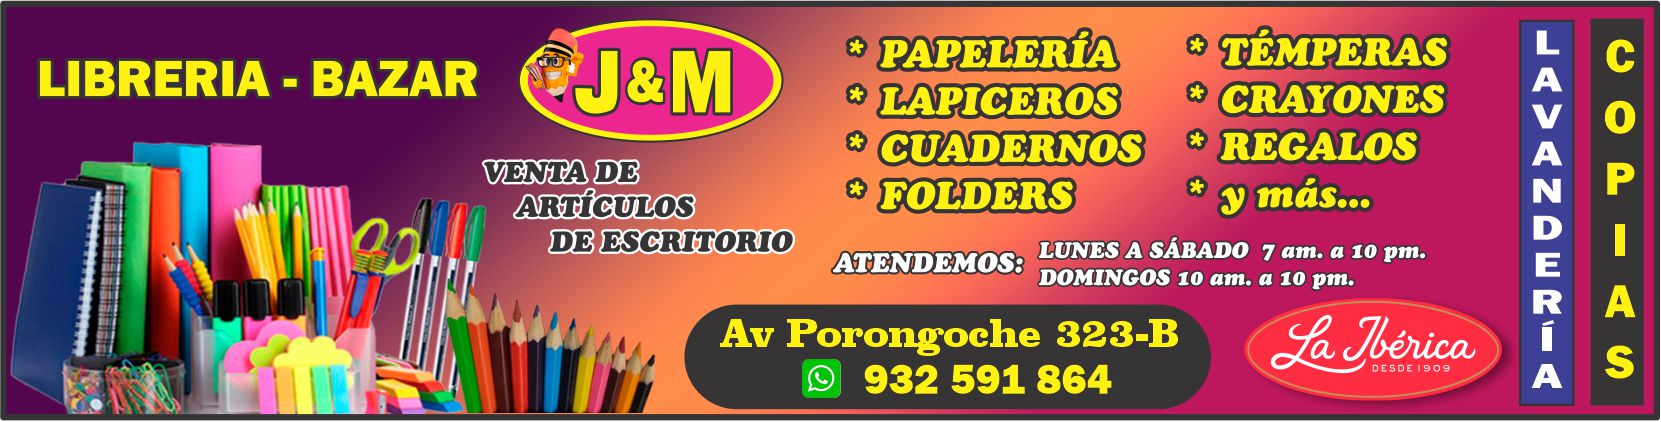 LIBRERIA - BAZAR
J&M
VENTA DE
ARTÍCULOS
DE ESCRITORIO
* PAPELERÍA
* LAPICEROS
* CUADERNOS
* FOLDERS
* TÉMPERAS
* CRAYONES
* REGALOS
* y más...
ATENDEMOS: LUNES A SÁBADO 7 am. a 10 pm.
DOMINGOS 10 am. a 10 pm.
Av Porongoche 323-B
932 591 864
La Ibérica
DESDE 1909
LAVANDERÍA
COPIAS